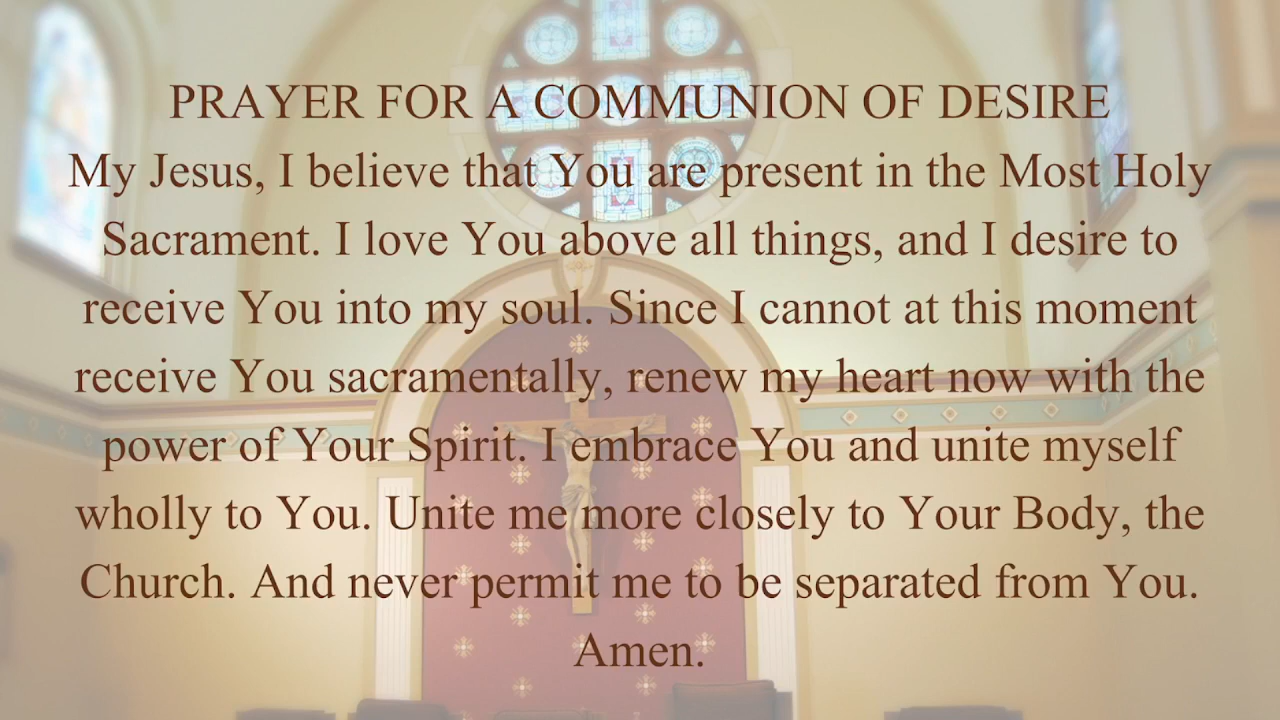 PRAYER FOR A COMMUNION OF DESIRE
My Jesus, I believe that You are present in the Most Holy
Sacrament. I love You above all things, and I desire to
receive You into my soul. Since I cannot at this moment
receive You sacramentally, renew my heart now with the
power of Your Spirit. I embrace You and unite myself
wholly to You. Unite me more closely to Your Body, the
Church. And never permit me to be separated from You.
Amen.